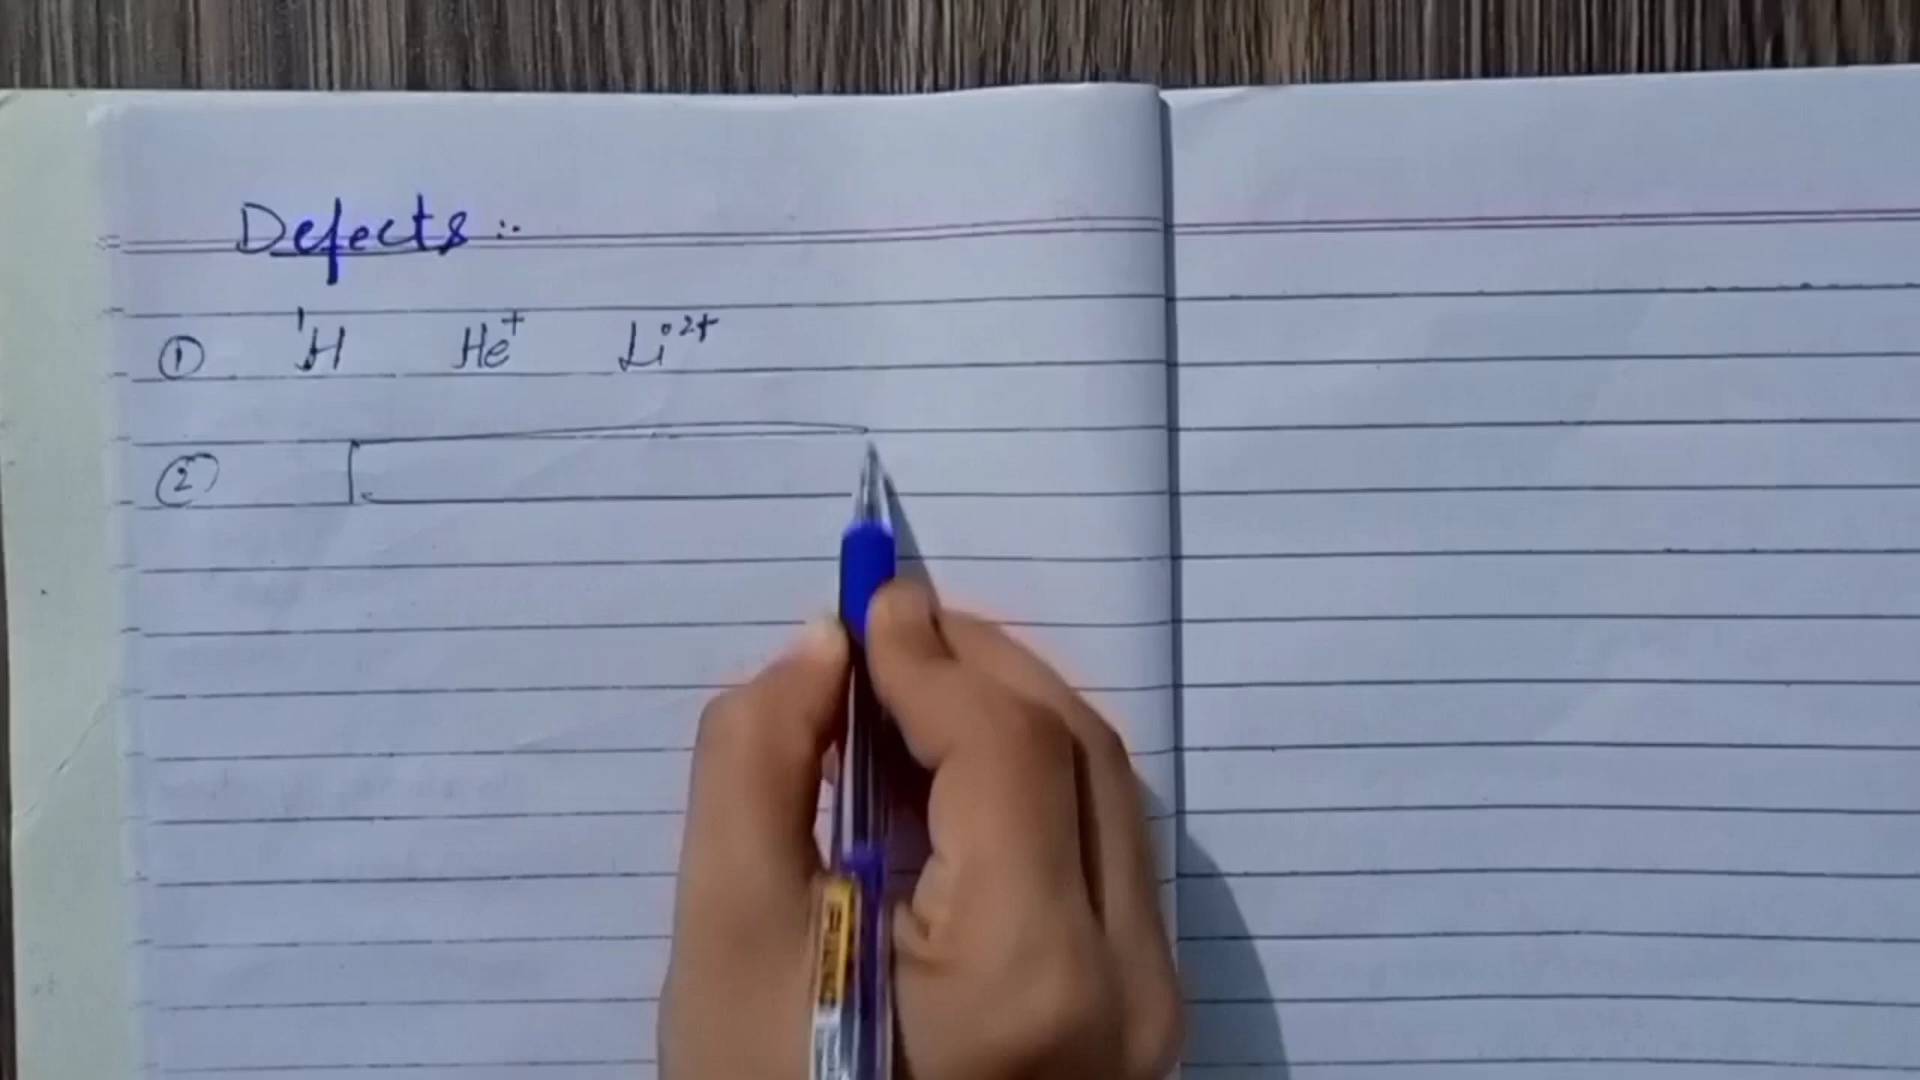 Defects :-
① ¹H He⁺ Li²⁺
②